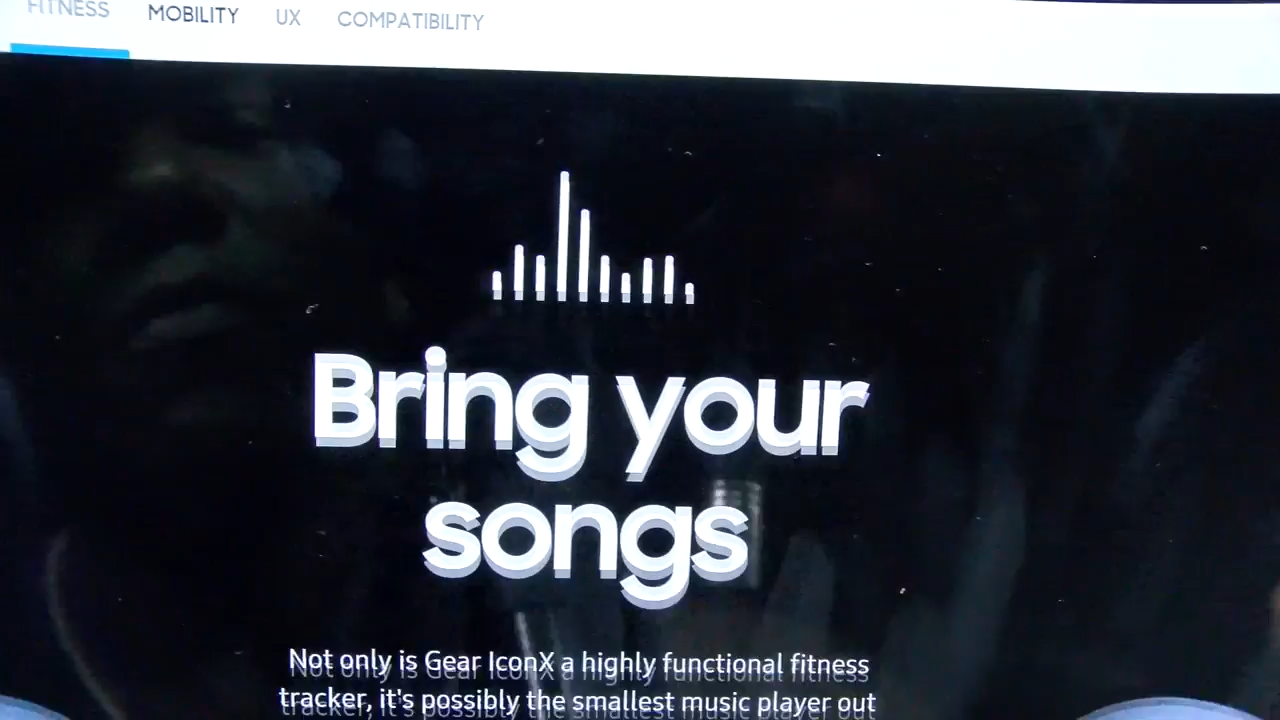 FITNESS MOBILITY UX COMPATIBILITY
Bring your
songs
Not only is Gear IconX a highly functional fitness
tracker, it's possibly the smallest music player out